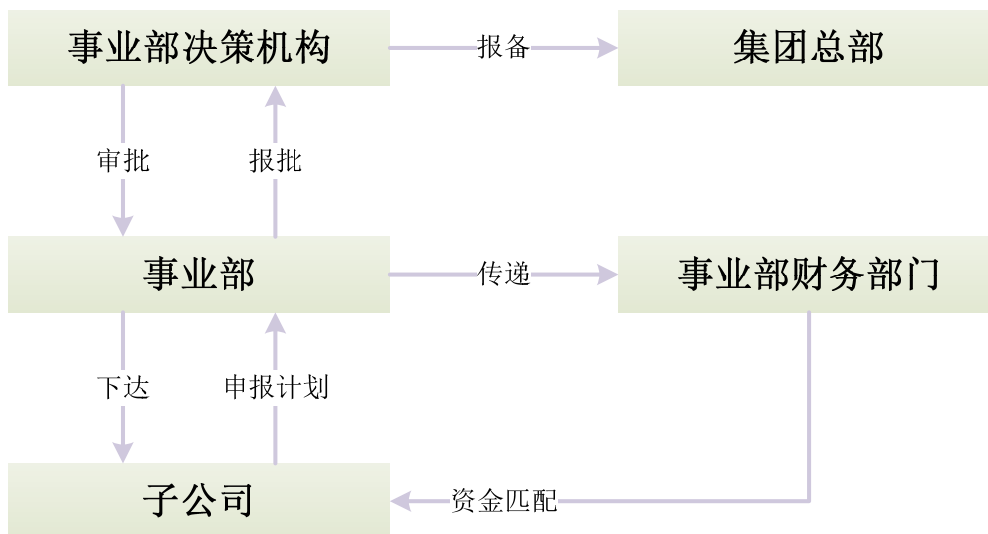 事业部决策机构
报备
集团总部
审批
报批
事业部
传递
事业部财务部门
下达
申报计划
子公司
资金匹配